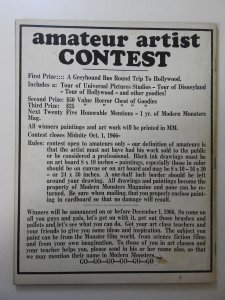 amateur artist
CONTEST
First Prize:::: A Greyhound Bus Round Trip To Hollywood.
Includes a: Tour of Universal Pictures Studios - Tour of Disneyland
- Tour of Hollywood - and other goodies!
Second Prize: $50 Value Horror Chest of Goodies
Third Prize: $25 " " " "
Next Twenty Five Honorable Mentions - 1 yr. of Modern Monsters
Mag.
All winners paintings and art work will be printed in MM.
Contest closes Midnite Oct. 1, 1966-
Rules: contest open to amateurs only - our definition of amateurs is
that the artist must not have had his work sold to the public
or be considered a professional. Black ink drawings must be
on art board 8 x 10 inches - paintings, especially those in color
should be on canvas or on art board and may be 8 x 10 - 16 x 20
- or 24 x 30 inches. A one-half inch border should be left
around your drawing. All drawings and paintings become the
property of Modern Monsters Magazine and none can be re-
turned. Be sure when mailing, that you properly enclose paint-
ing in cardboard so that no damage will result.
Winners will be announced on or before December 1, 1966. So come on
all you guys and gals, let's get on with it, get out those brushes and
pallets and let's see what you can do. Get your art class teachers and
friends to give you some new ideas and inspirations. The subject you
paint can be from the Monster film world, from science fiction films
and from your own imagination. To those of you in art classes and
your teacher helps you, please send in his or her name also, so that
we may mention their name in Modern Monsters.
GO-GO-GO-GO-GO-GO